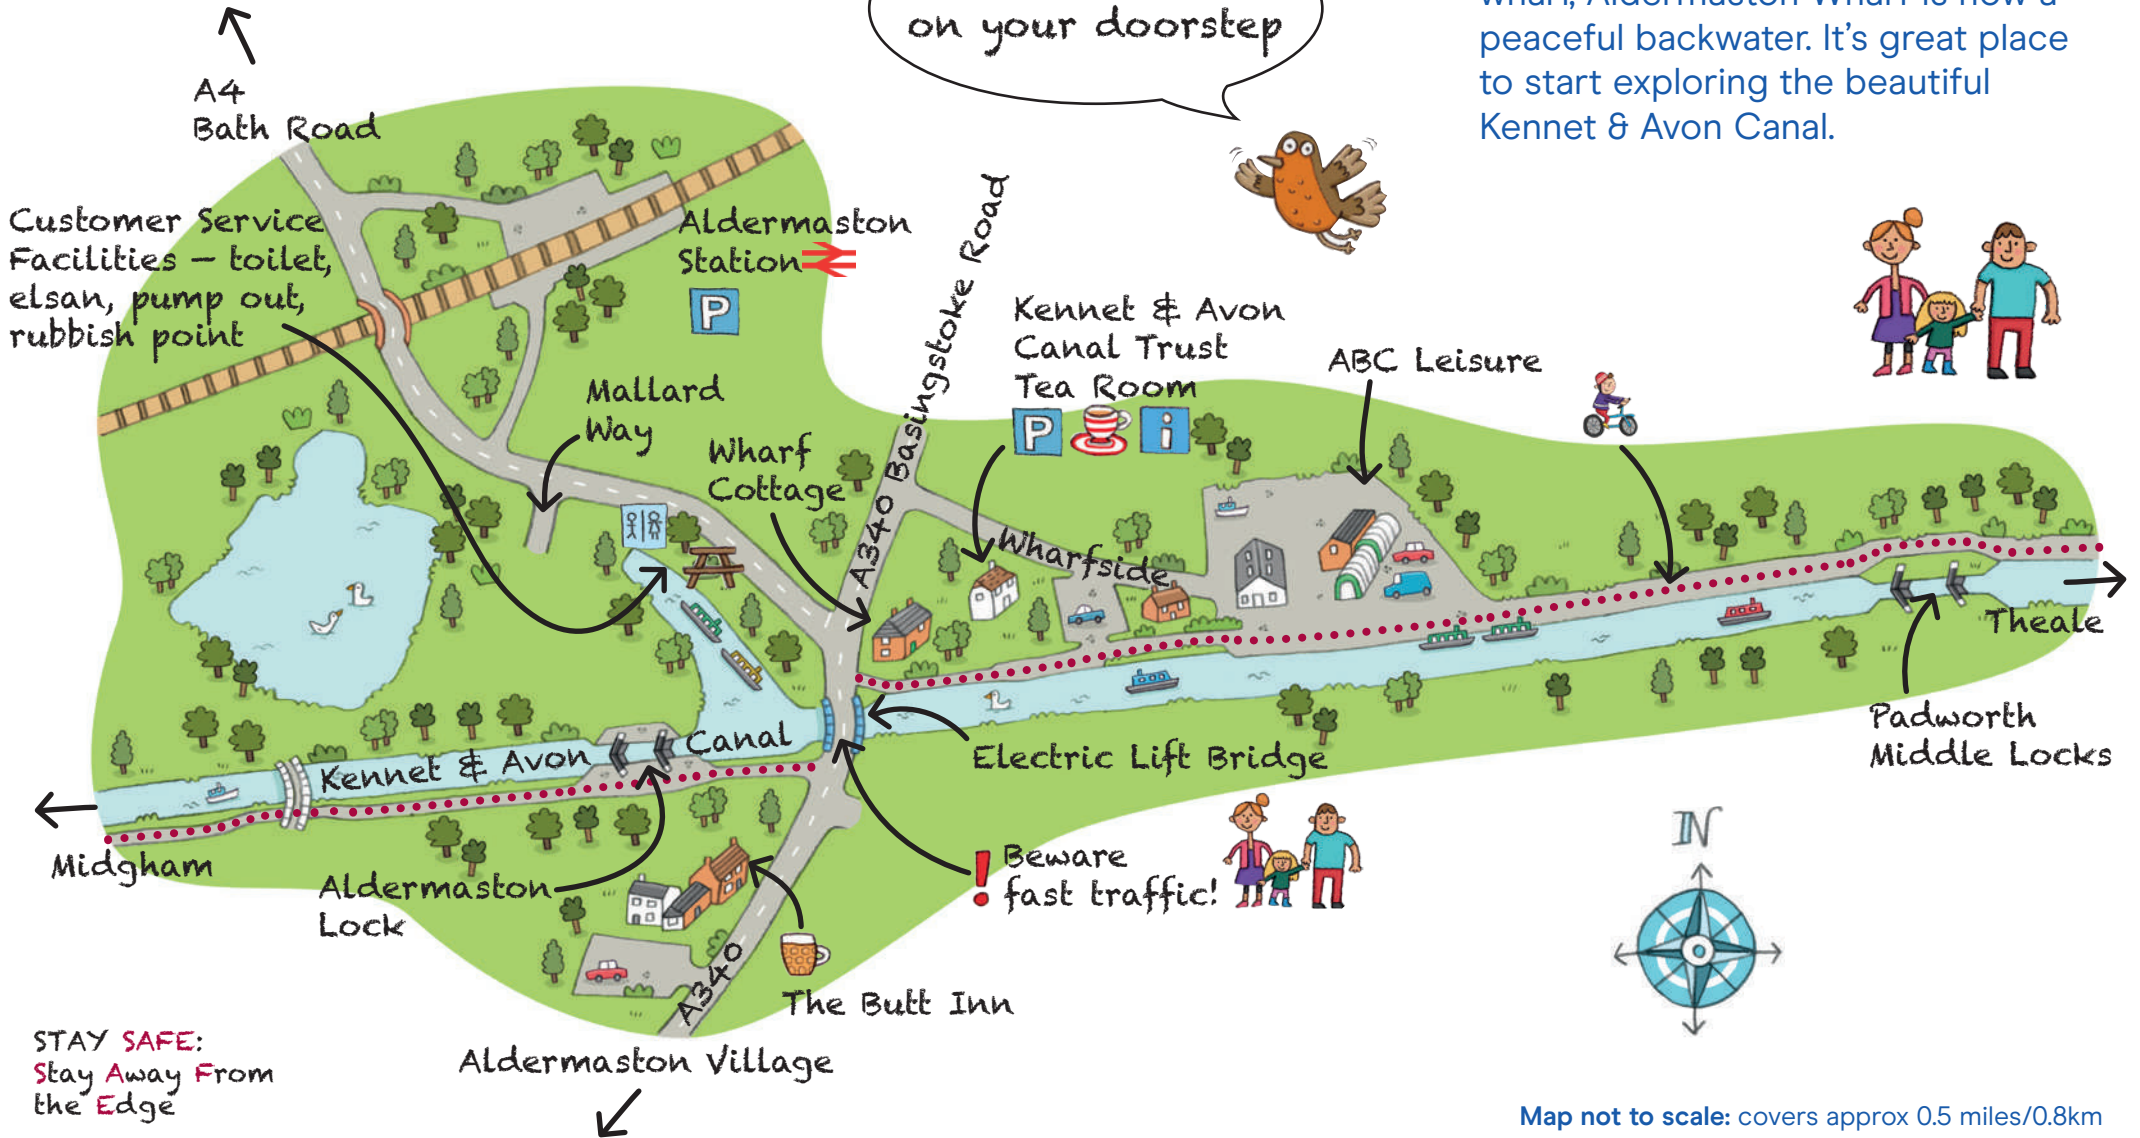 on your doorstep
wharf, Aldermaston Wharf is now a
peaceful backwater. It's great place
to start exploring the beautiful
Kennet & Avon Canal.
A4
Bath Road
Customer Service
Facilities – toilet,
elsan, pump out,
rubbish point
Aldermaston
Station
P
A340 Basingstoke Road
Kennet & Avon
Canal Trust
Tea Room
P
i
ABC Leisure
Mallard
Way
Wharf
Cottage
Wharfside
Theale
Padworth
Middle Locks
Electric Lift Bridge
Kennet & Avon Canal
Midgham
Aldermaston
Lock
! Beware
fast traffic!
N
A340
The Butt Inn
Aldermaston Village
STAY SAFE:
Stay Away From
the Edge
Map not to scale: covers approx 0.5 miles/0.8km